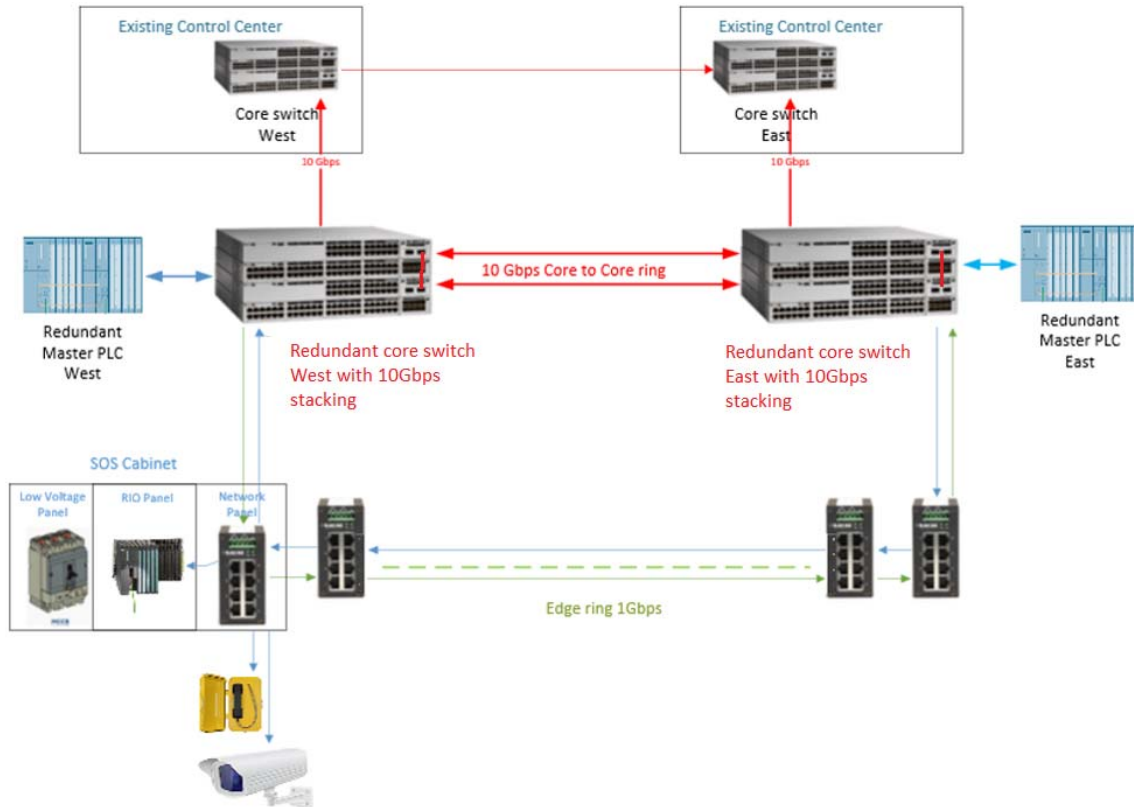 Existing Control Center
Existing Control Center
Core switch
West
Core switch
East
10 Gbps
10 Gbps
10 Gbps Core to Core ring
Redundant
Master PLC
West
Redundant
Master PLC
East
Redundant core switch
West with 10Gbps
stacking
Redundant core switch
East with 10Gbps
stacking
SOS Cabinet
Low Voltage
Panel
RIO Panel
Network
Panel
MCCB
Edge ring 1Gbps